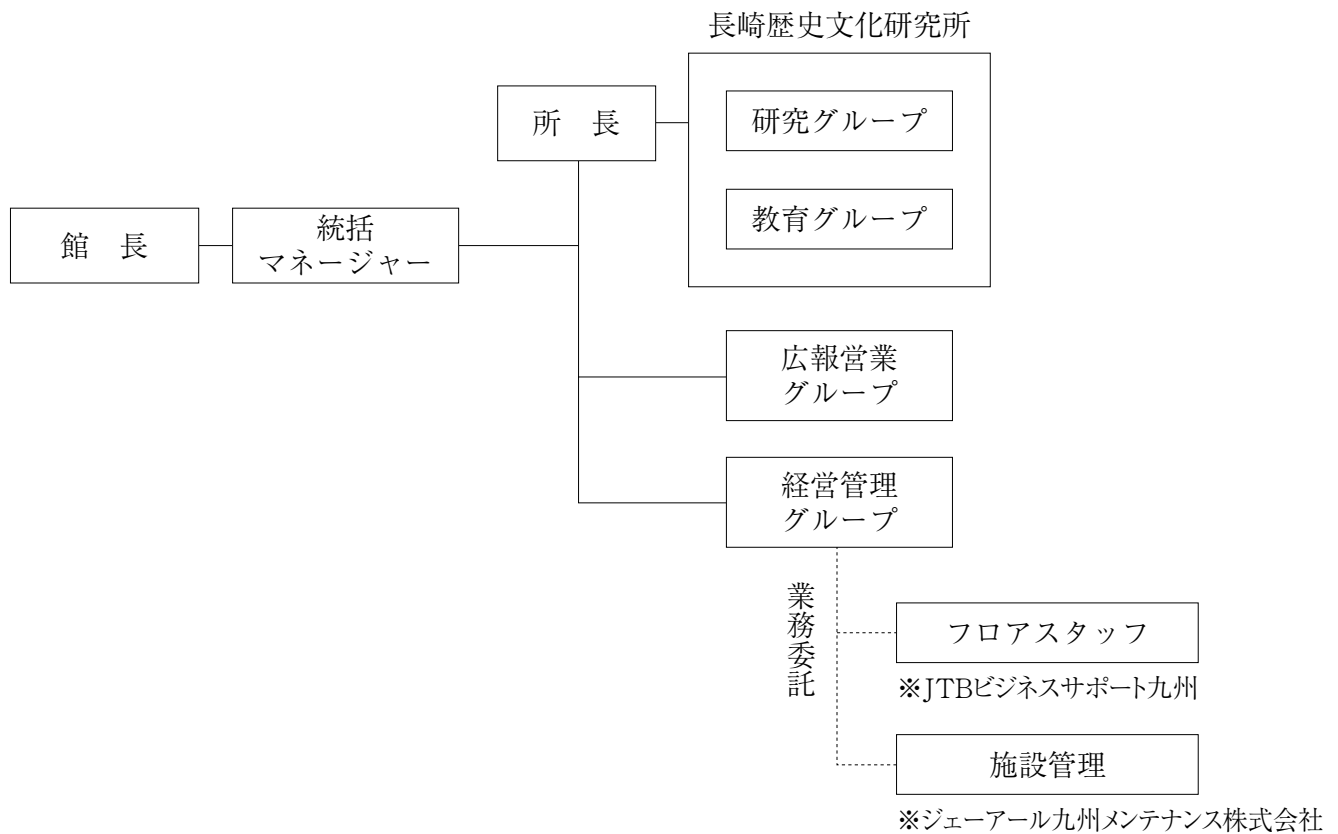 長崎歴史文化研究所
所　長
研究グループ
教育グループ
館　長
統括
マネージャー
広報営業
グループ
経営管理
グループ
業務委託
フロアスタッフ
※JTBビジネスサポート九州
施設管理
※ジェーアール九州メンテナンス株式会社